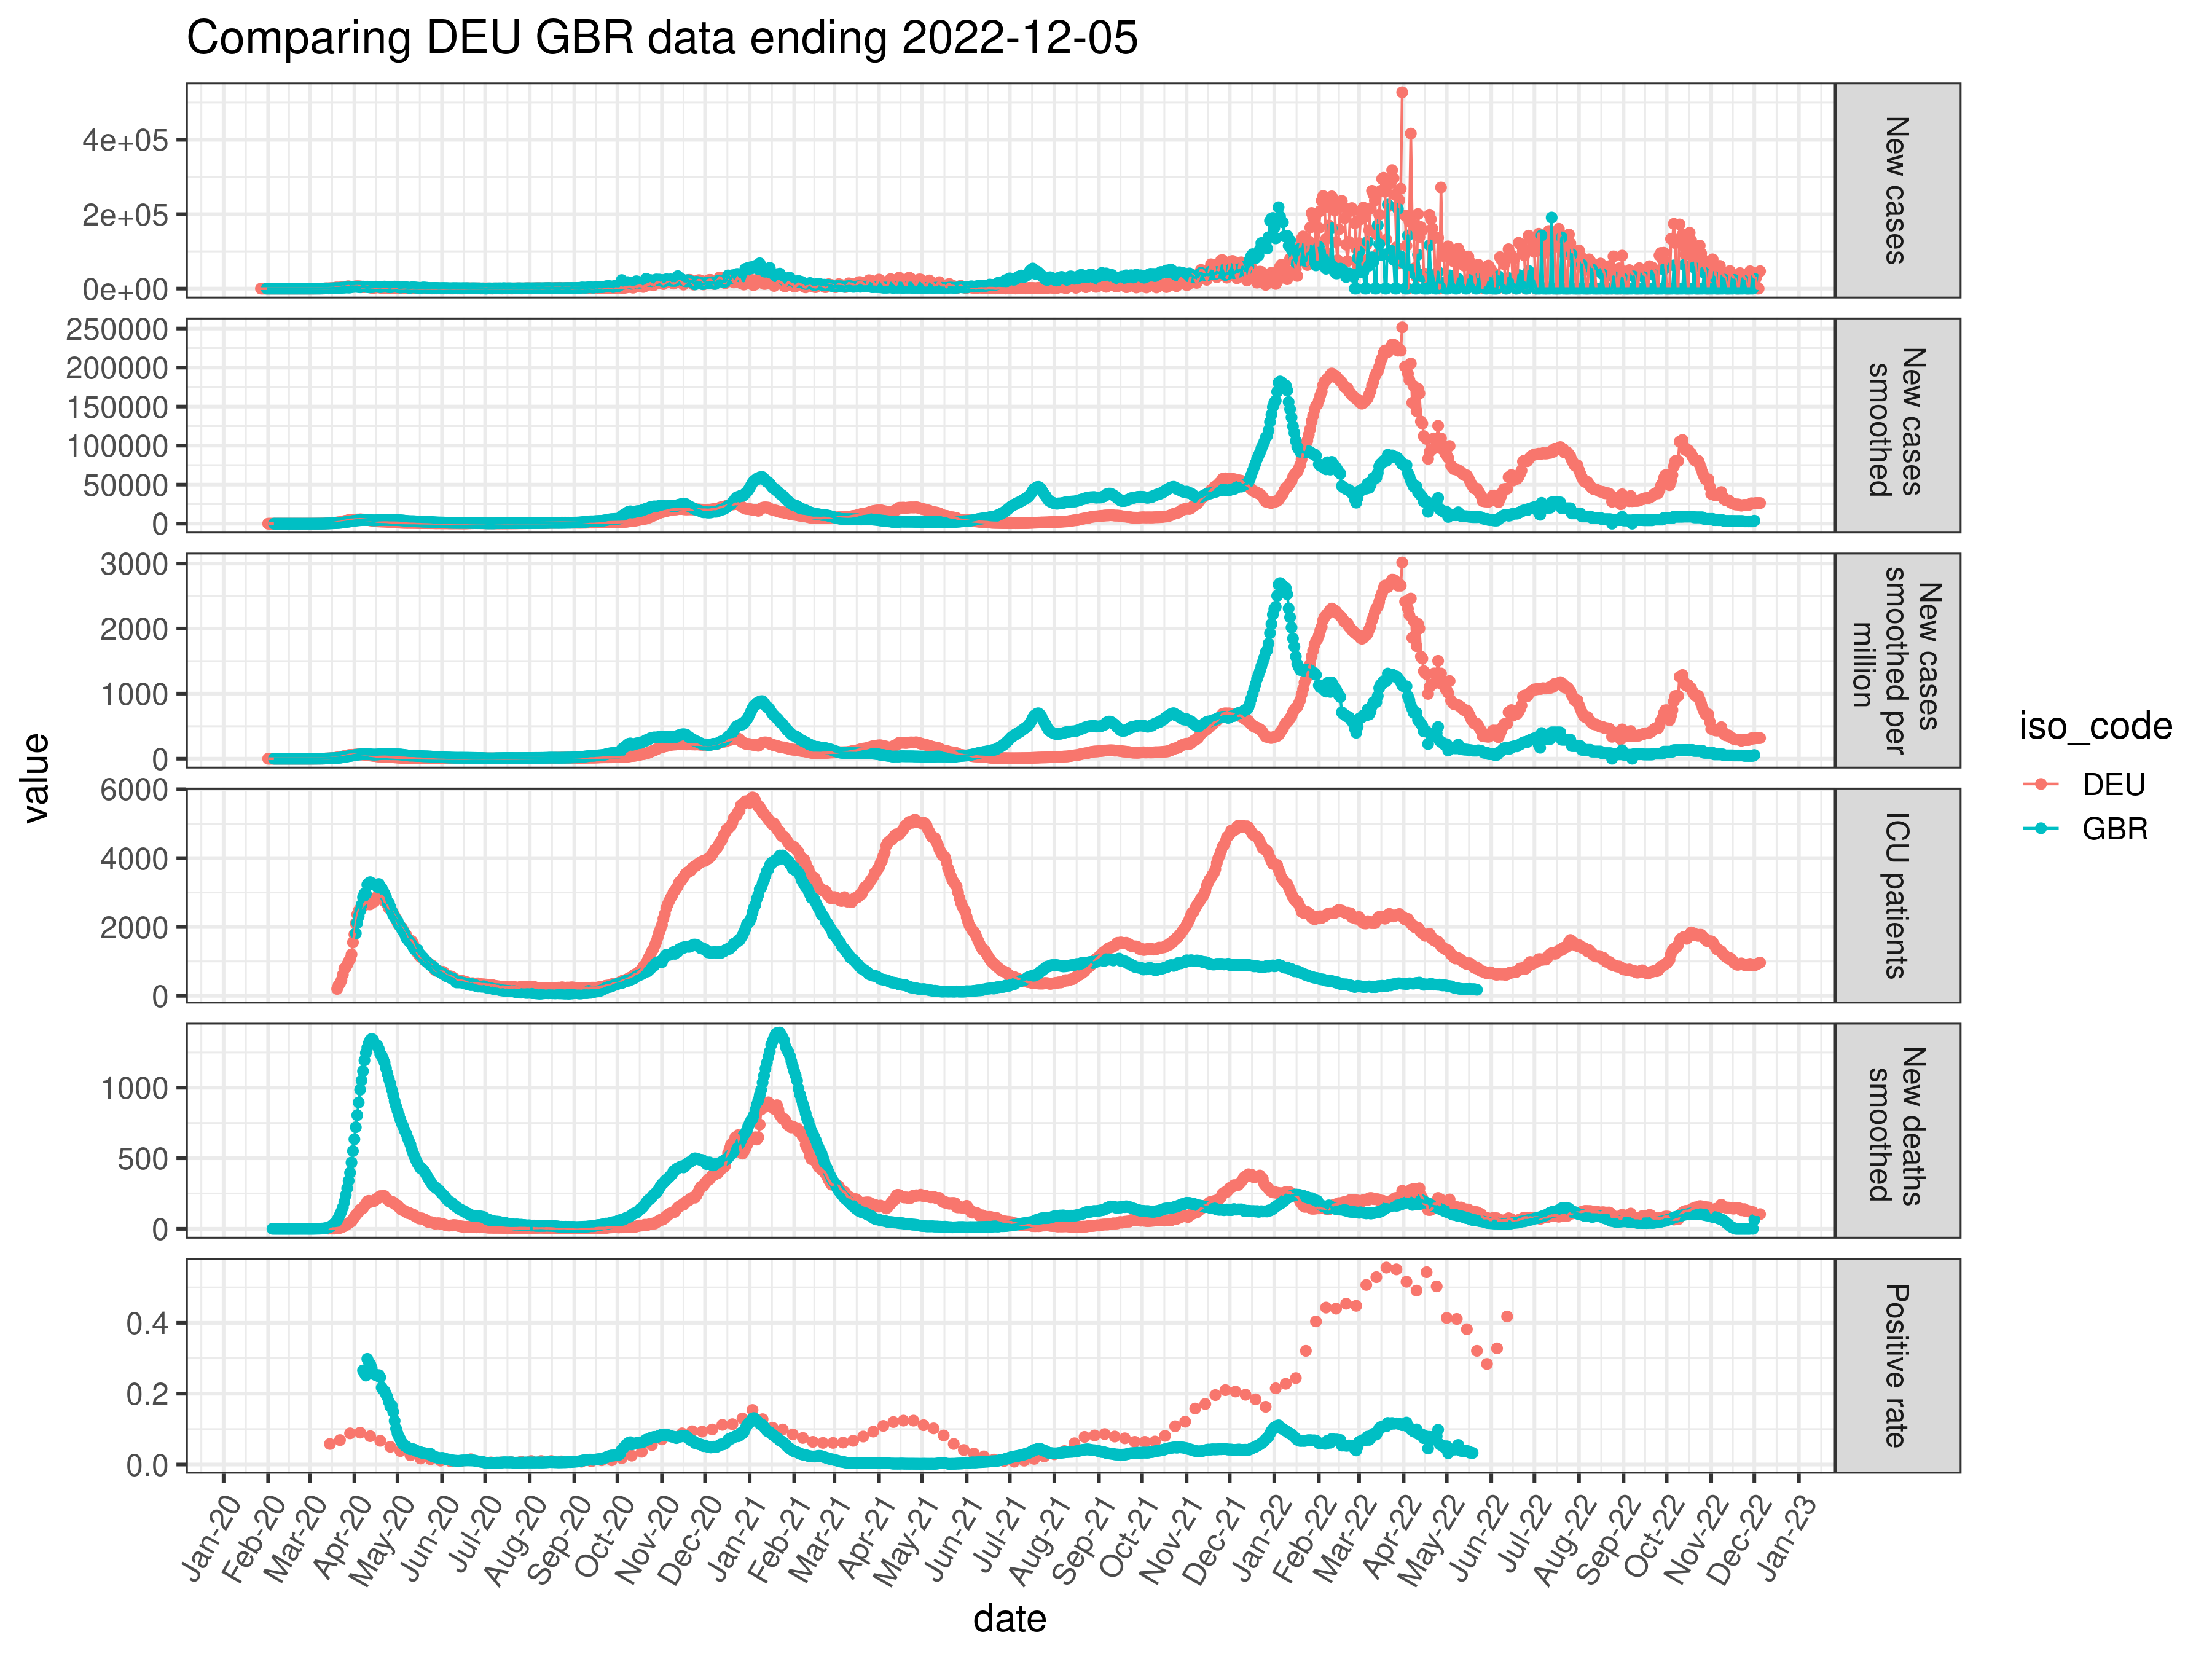 Comparing DEU GBR data ending 2022-12-05
value
4e+05
2e+05
0e+00
New cases
250000
200000
150000
100000
50000
0
New cases
smoothed
3000
2000
1000
0
New cases
smoothed per
million
6000
4000
2000
0
ICU patients
1000
500
0
New deaths
smoothed
0.4
0.2
0.0
Positive rate
Jan-20
Feb-20
Mar-20
Apr-20
May-20
Jun-20
Jul-20
Aug-20
Sep-20
Oct-20
Nov-20
Dec-20
Jan-21
Feb-21
Mar-21
Apr-21
May-21
Jun-21
Jul-21
Aug-21
Sep-21
Oct-21
Nov-21
Dec-21
Jan-22
Feb-22
Mar-22
Apr-22
May-22
Jun-22
Jul-22
Aug-22
Sep-22
Oct-22
Nov-22
Dec-22
Jan-23
date
iso_code
DEU
GBR